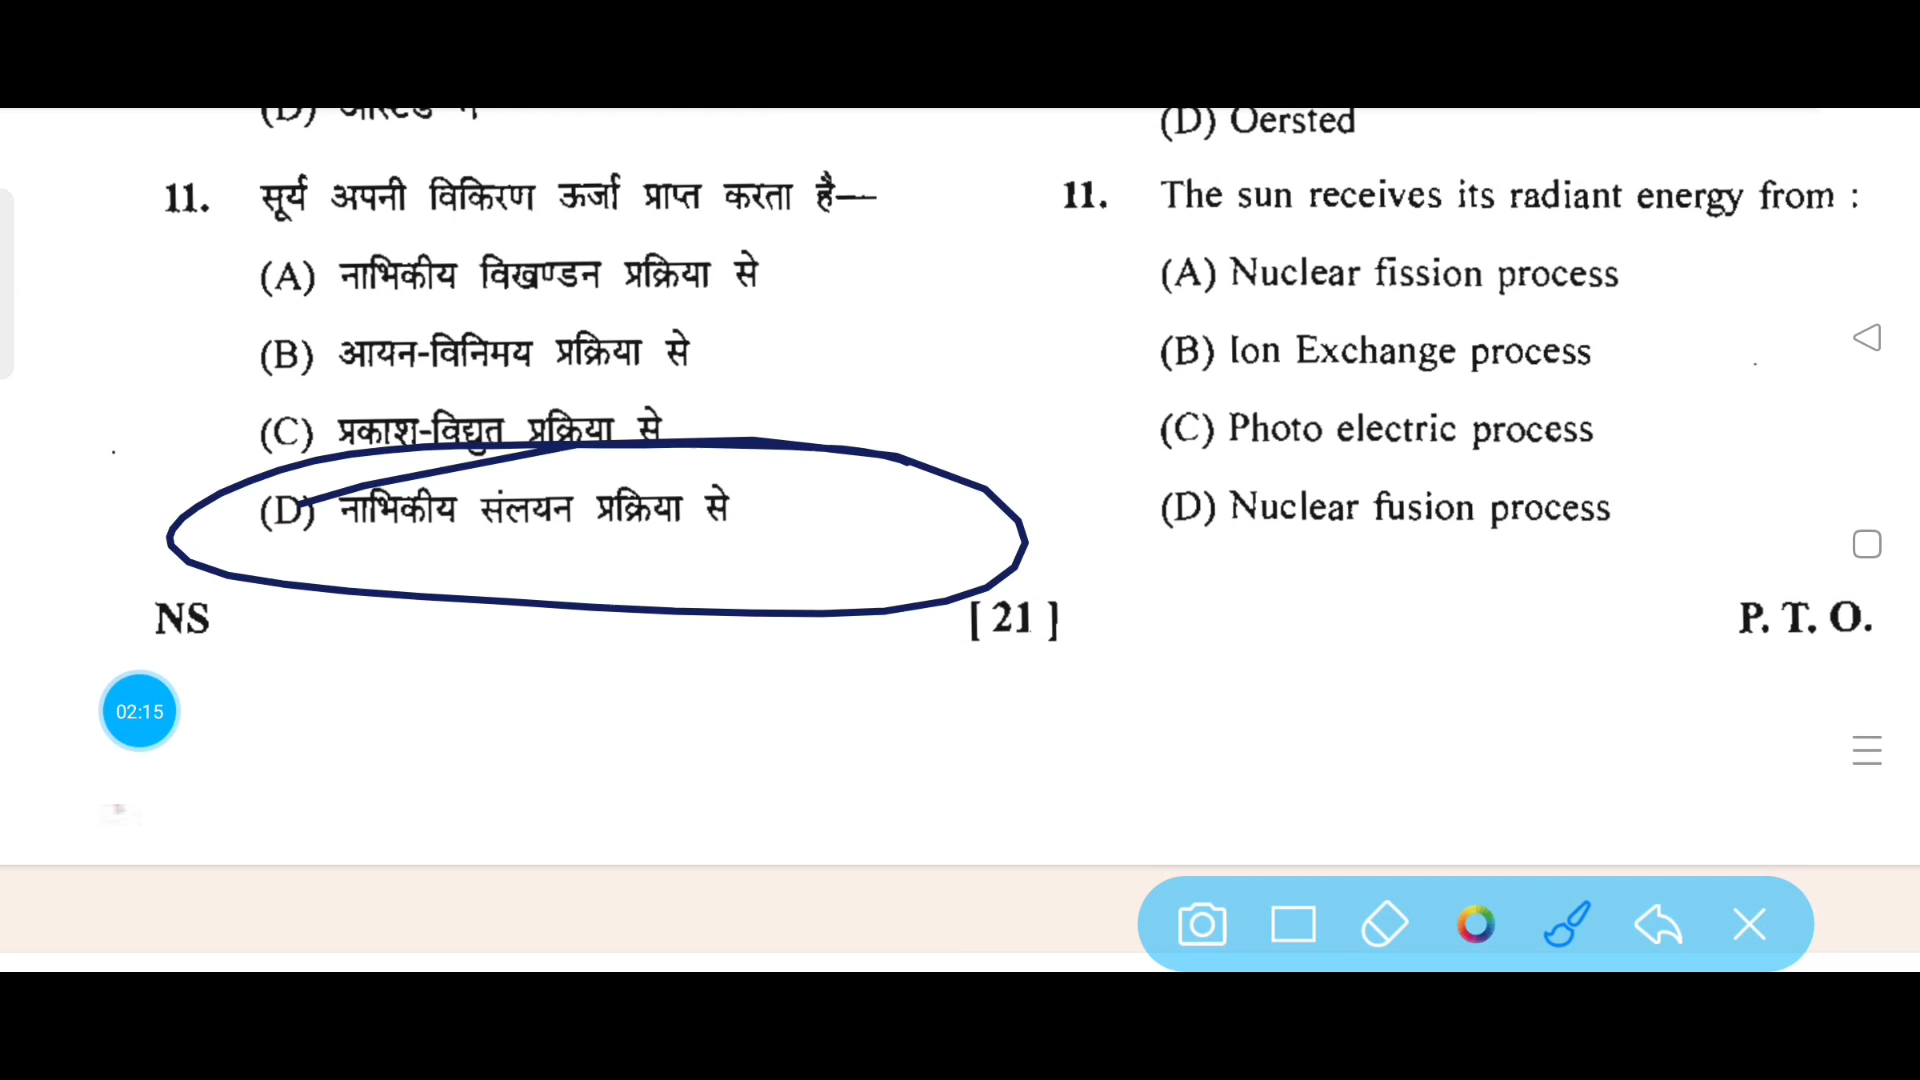 (D) Oersted
11. सूर्य अपनी विकिरण ऊर्जा प्राप्त करता है—
(A) नाभिकीय विखण्डन प्रक्रिया से
(B) आयन-विनिमय प्रक्रिया से
(C) प्रकाश-विद्युत प्रक्रिया से
(D) नाभिकीय संलयन प्रक्रिया से
11. The sun receives its radiant energy from :
(A) Nuclear fission process
(B) Ion Exchange process
(C) Photo electric process
(D) Nuclear fusion process
NS [ 21 ] P. T. O.
02:15